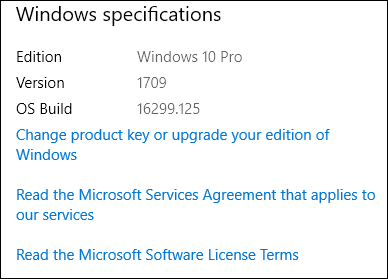 Windows specifications
Edition Windows 10 Pro
Version 1709
OS Build 16299.125
Change product key or upgrade your edition of
Windows
Read the Microsoft Services Agreement that applies to
our services
Read the Microsoft Software License Terms